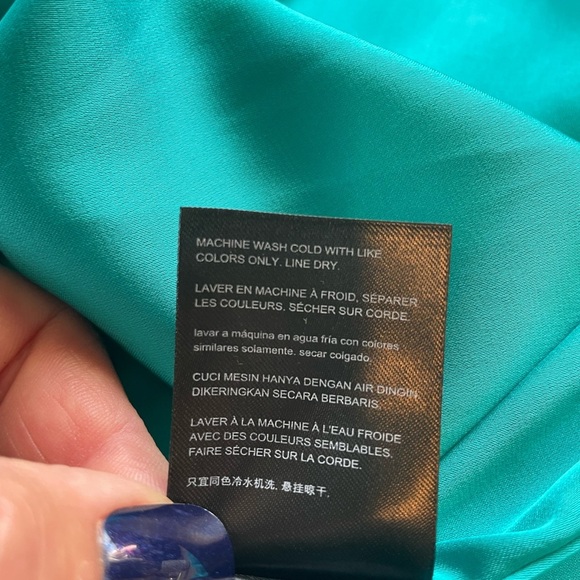 MACHINE WASH COLD WITH LIKE
COLORS ONLY. LINE DRY.
LAVER EN MACHINE À FROID, SÉPARER
LES COULEURS. SÉCHER SUR CORDE.
lavar a máquina en agua fría con colores
similares solamente. secar colgado.
CUCI MESIN HANYA DENGAN AIR DINGIN
DIKERINGKAN SECARA BERBARIS.
LAVER À LA MACHINE À L'EAU FROIDE
AVEC DES COULEURS SEMBLABLES.
FAIRE SÉCHER SUR LA CORDE.
只宜同色冷水机洗. 悬挂晾干.